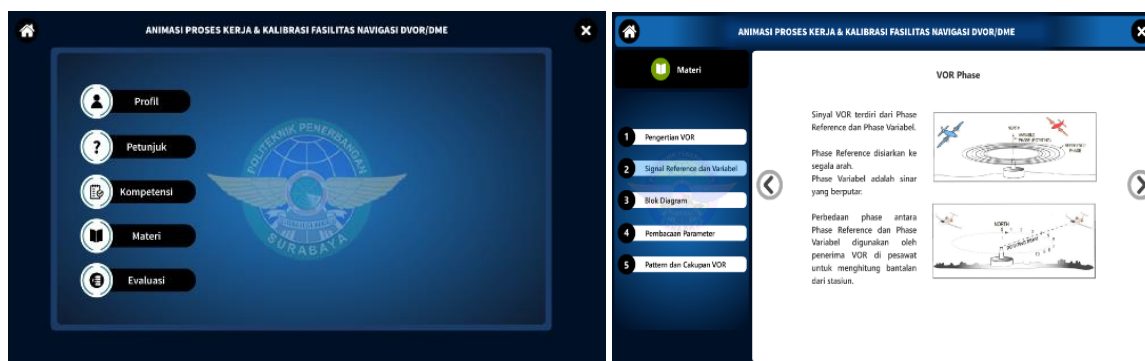 ANIMASI PROSES KERJA & KALIBRASI FASILITAS NAVIGASI DVOR/DME
Profil
Petunjuk
Kompetensi
Materi
Evaluasi
POLITEKNIK PENERBANGAN
SURABAYA
ANIMASI PROSES KERJA & KALIBRASI FASILITAS NAVIGASI DVOR/DME
Materi
1 Pengertian VOR
2 Signal Reference dan Variabel
3 Blok Diagram
4 Pembacaan Parameter
5 Pattern dan Cakupan VOR
VOR Phase
Sinyal VOR terdiri dari Phase
Reference dan Phase Variabel.
Phase Reference disiarkan ke
segala arah.
Phase Variabel adalah sinar
yang berputar.
Perbedaan phase antara
Phase Reference dan Phase
Variabel digunakan oleh
penerima VOR di pesawat
untuk menghitung bantalan
dari stasiun.
NORTH